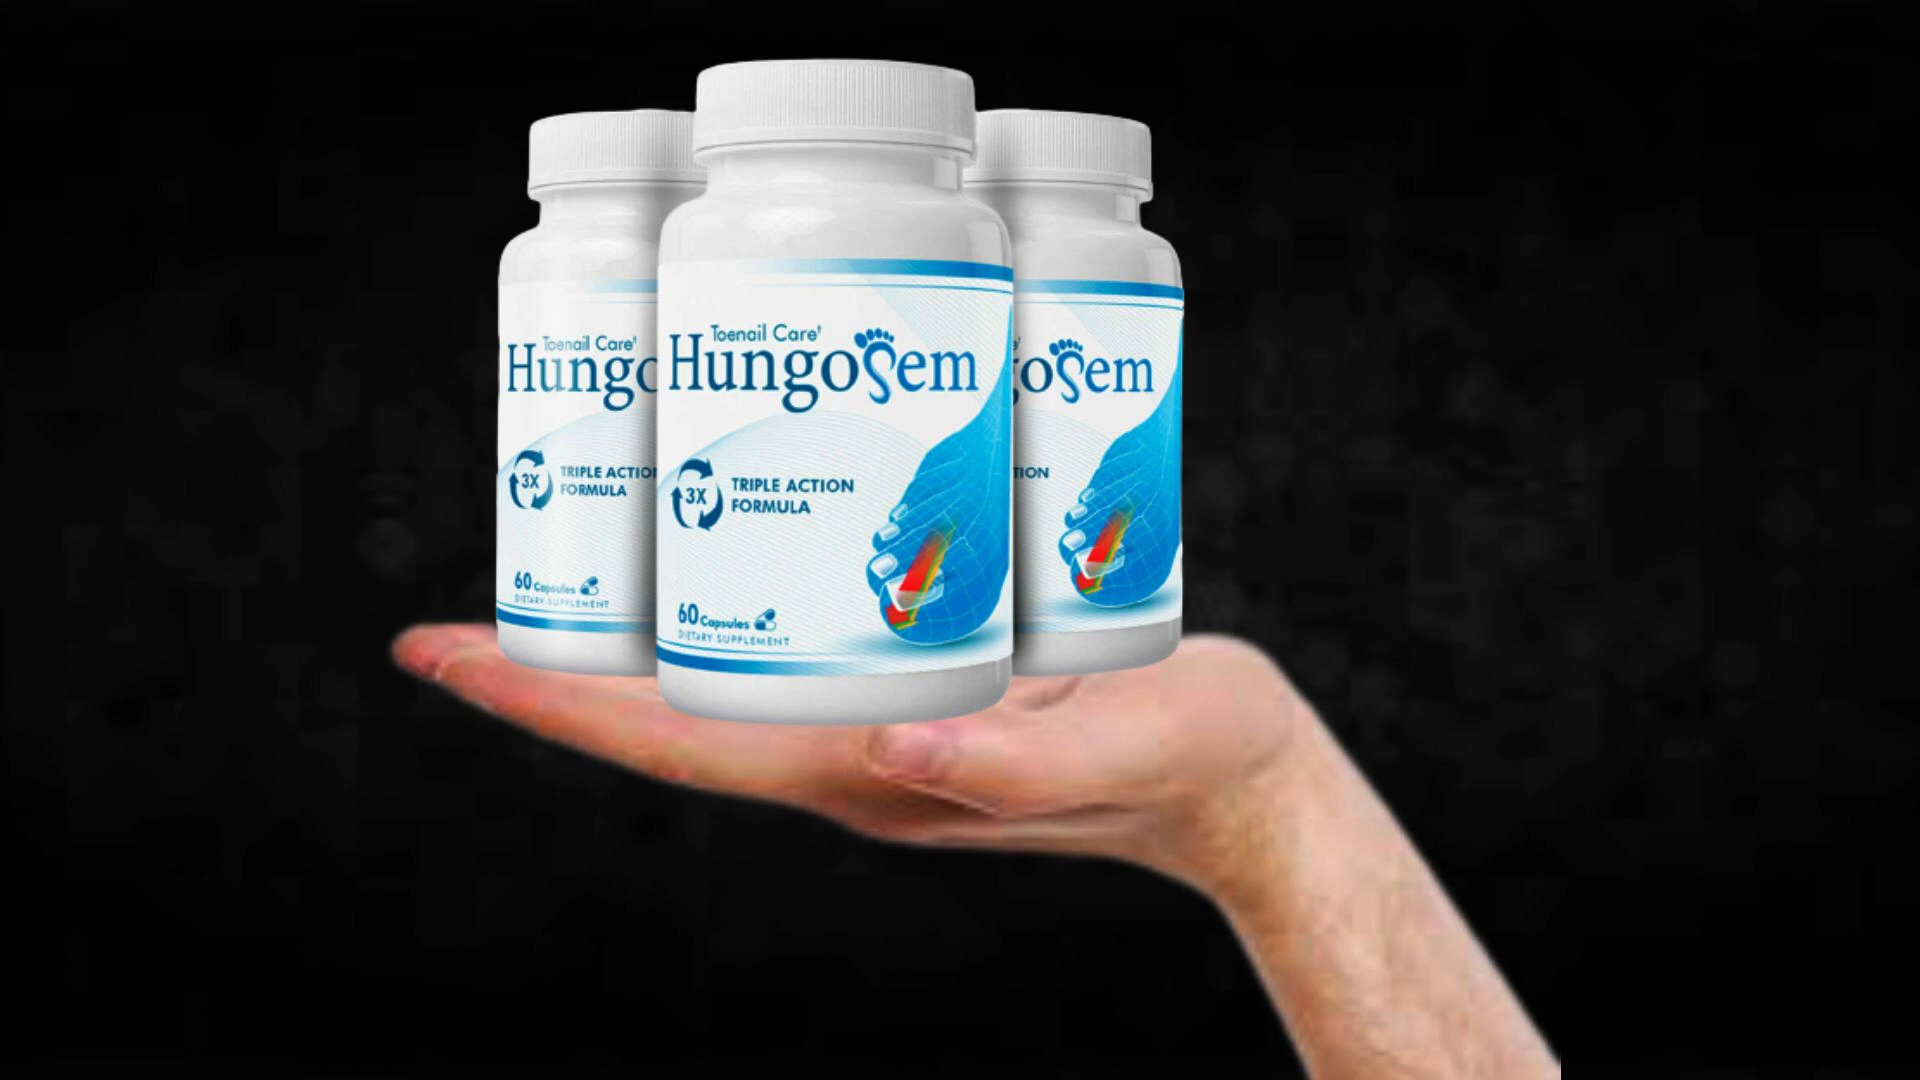 Toenail Care†
Hungo
3X
TRIPLE ACTIO
FORMULA
60 Capsules
DIETARY SUPPLEMENT
Toenail Care†
HungoSem
3X
TRIPLE ACTION
FORMULA
60 Capsules
DIETARY SUPPLEMENT
goSem
TION